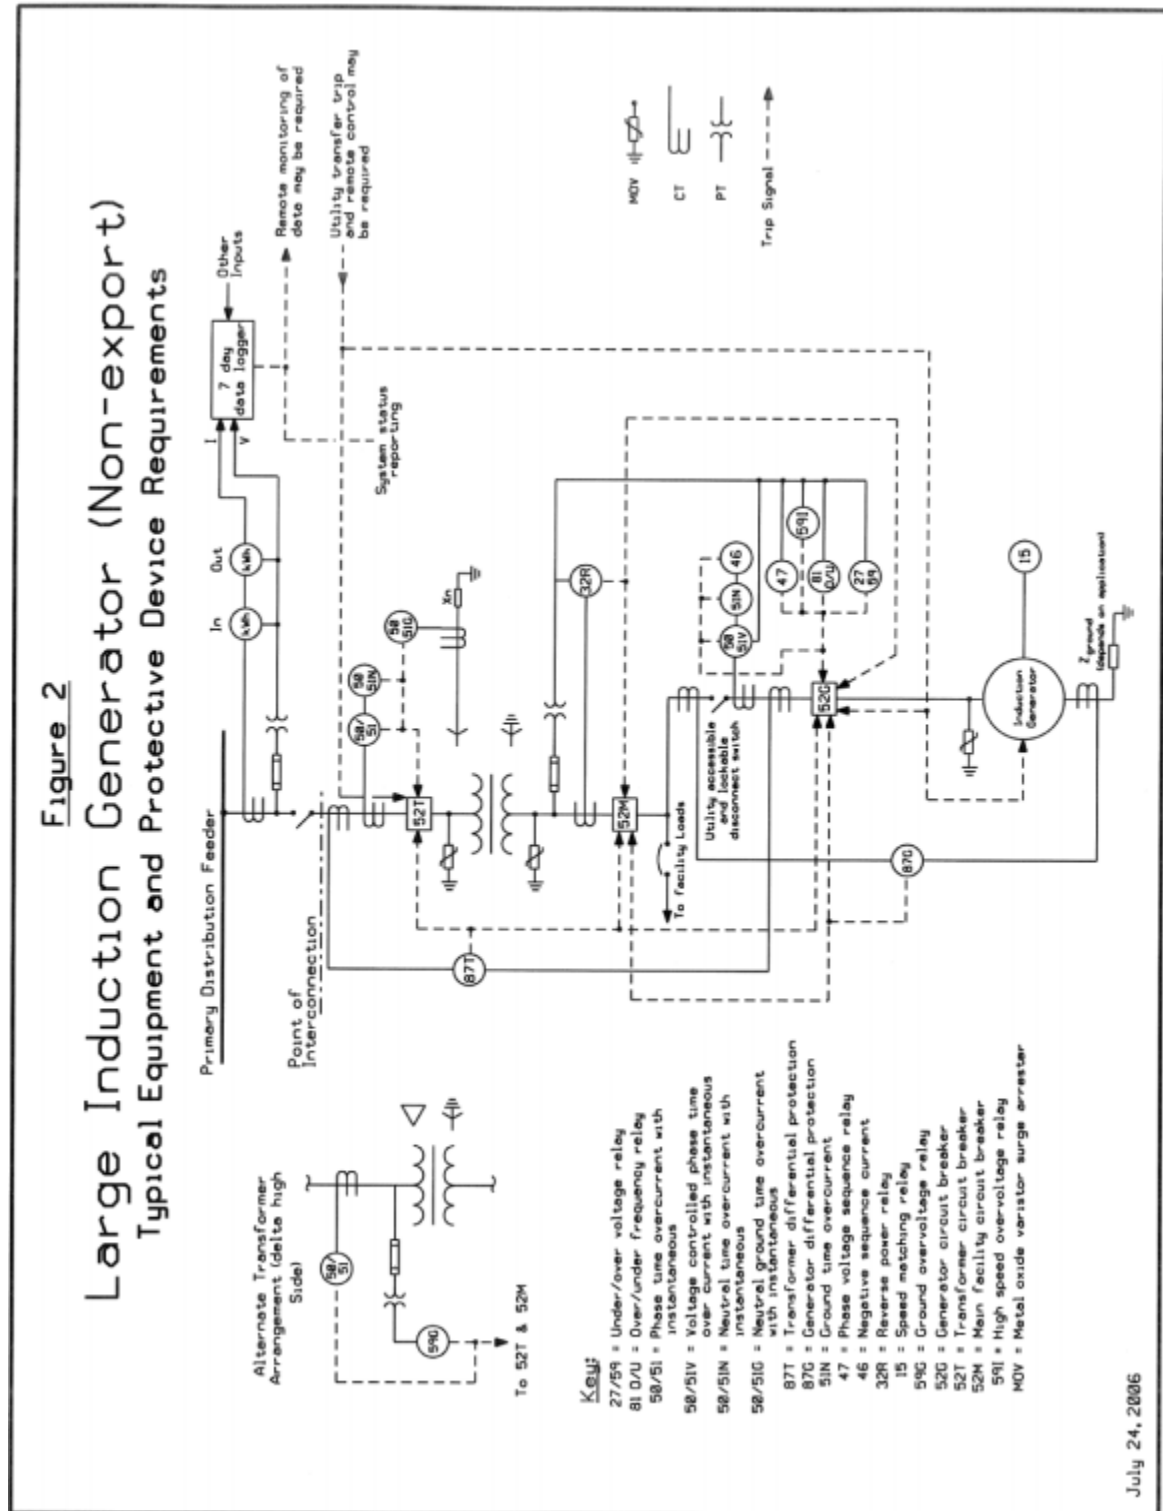 Figure 2
Large Induction Generator (Non-export)
Typical Equipment and Protective Device Requirements
Primary Distribution Feeder
In
Out
kWh
kWh
I
V
7 day
data logger
Other
Inputs
Remote monitoring of
data may be required
Utility transfer trip
and remote control may
be required
System status
reporting
Point of
Interconnection
50/
51
50
51N
50
51G
Xn
52T
87T
32R
52M
To facility Loads
Utility accessible
and lockable
disconnect switch
50
51V
51N
46
47
59I
81
O/U
27
59
52G
87G
Induction
Generator
15
Z ground
(depends on application)
MOV
CT
PT
Trip Signal
Alternate Transformer
Arrangement (delta high
Side)
50/
51
59G
To 52T & 52M
Key:
27/59 = Under/over voltage relay
81 O/U = Over/under frequency relay
50/51 = Phase time overcurrent with
instantaneous
50/51V = Voltage controlled phase time
over current with instantaneous
50/51N = Neutral time overcurrent with
instantaneous
50/51G = Neutral ground time overcurrent
with instantaneous
87T = Transformer differential protection
87G = Generator differential protection
51N = Ground time overcurrent
47 = Phase voltage sequence relay
46 = Negative sequence current
32R = Reverse power relay
15 = Speed matching relay
59G = Ground overvoltage relay
52G = Generator circuit breaker
52T = Transformer circuit breaker
52M = Main facility circuit breaker
59I = High speed overvoltage relay
MOV = Metal oxide varistor surge arrester
July 24, 2006